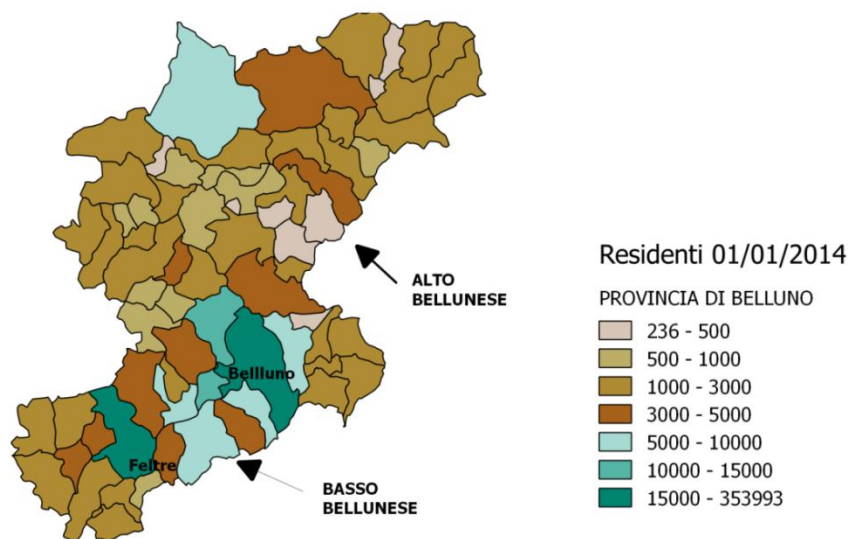 ALTO
BELLUNESE
Bellluno
Feltre
BASSO
BELLUNESE
Residenti 01/01/2014
PROVINCIA DI BELLUNO
236 - 500
500 - 1000
1000 - 3000
3000 - 5000
5000 - 10000
10000 - 15000
15000 - 353993